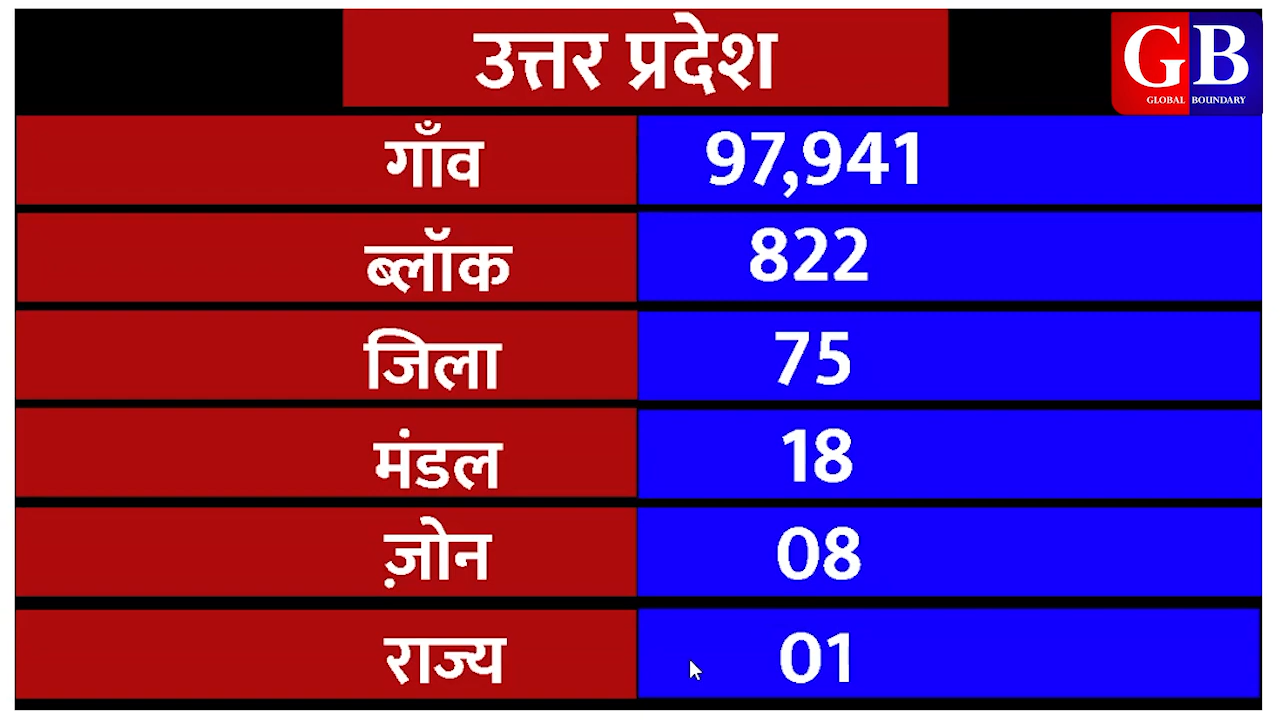 उत्तर प्रदेश
GB
GLOBAL BOUNDARY
गाँव 97,941
ब्लॉक 822
जिला 75
मंडल 18
ज़ोन 08
राज्य 01